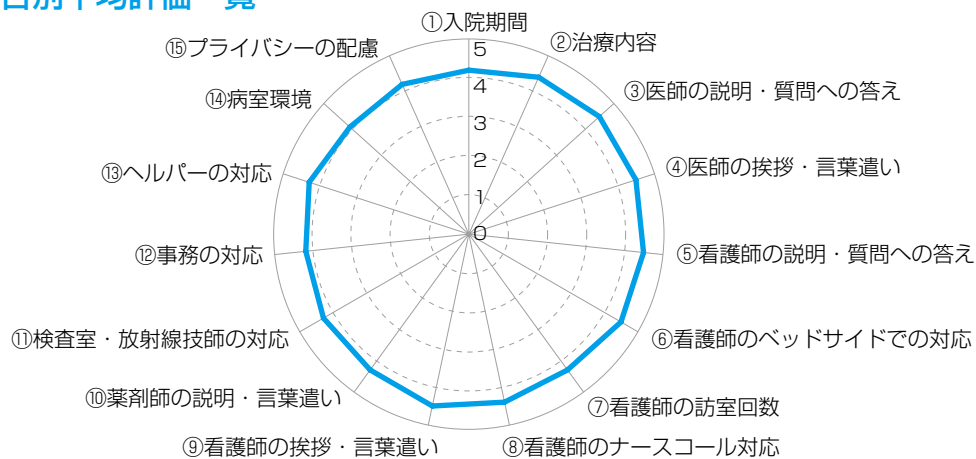 ①入院期間
②治療内容
③医師の説明・質問への答え
④医師の挨拶・言葉遣い
⑤看護師の説明・質問への答え
⑥看護師のベッドサイドでの対応
⑦看護師の訪室回数
⑧看護師のナースコール対応
⑨看護師の挨拶・言葉遣い
⑩薬剤師の説明・言葉遣い
⑪検査室・放射線技師の対応
⑫事務の対応
⑬ヘルパーの対応
⑭病室環境
⑮プライバシーの配慮
5
4
3
2
1
0